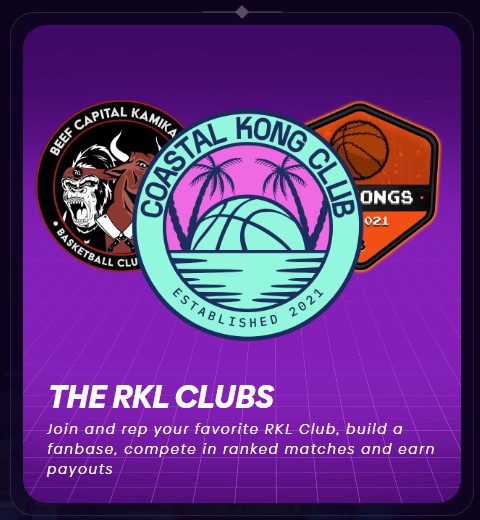 BEEF CAPITAL KAMIKA
BASKETBALL CLU
COASTAL KONG CLUB
ESTABLISHED 2021
ONGS
021
THE RKL CLUBS
Join and rep your favorite RKL Club, build a
fanbase, compete in ranked matches and earn
payouts